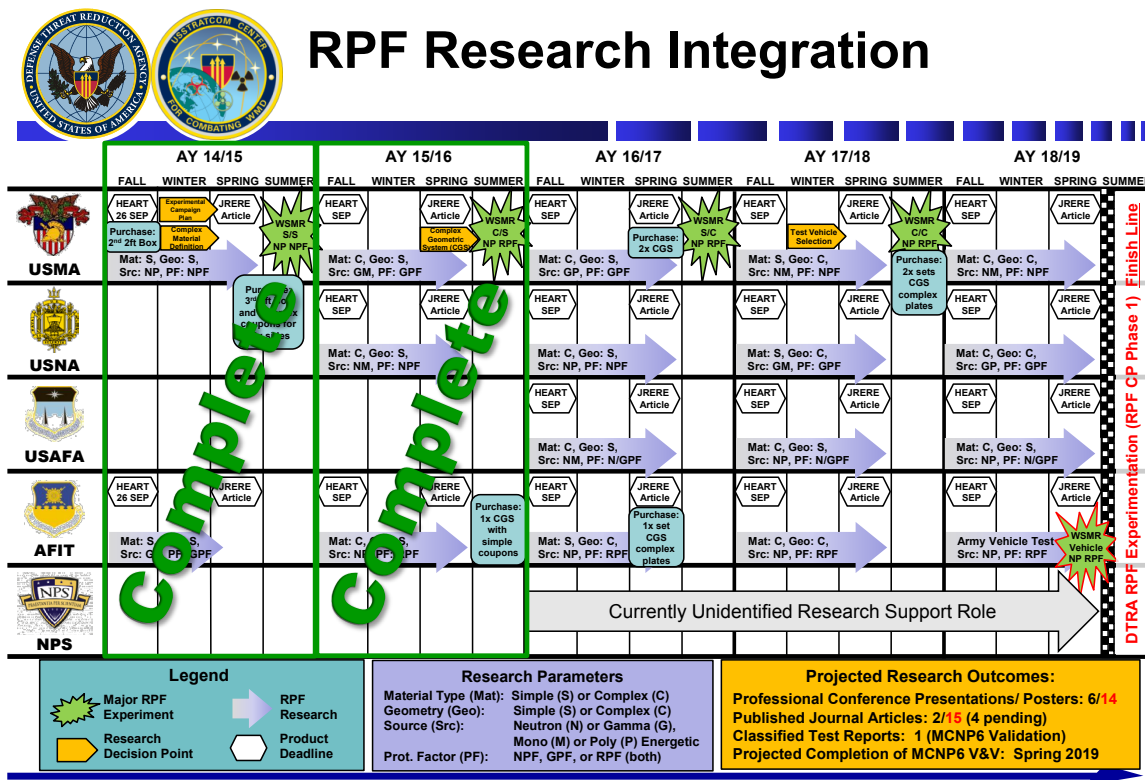 DEFENSE THREAT REDUCTION AGENCY
UNITED STATES OF AMERICA
USSTRATCOM CENTER
FOR COMBATING WMD
RPF Research Integration
AY 14/15
AY 15/16
AY 16/17
AY 17/18
AY 18/19
FALL WINTER SPRING SUMMER
FALL WINTER SPRING SUMMER
FALL WINTER SPRING SUMMER
FALL WINTER SPRING SUMMER
FALL WINTER SPRING SUMMER
USMA
HEART
26 SEP
Experimental
Campaign
Plan
JRERE
Article
WSMR
S/S
NP NPF
Purchase:
2nd 2ft Box
Complex
Material
Definition
Mat: S, Geo: S,
Src: NP, PF: NPF
HEART
SEP
JRERE
Article
Complex
Geometric
System (CGS)
WSMR
C/S
NP RPF
Mat: C, Geo: S,
Src: GM, PF: GPF
HEART
SEP
JRERE
Article
Purchase:
2x CGS
WSMR
S/C
NP RPF
Mat: C, Geo: S,
Src: GP, PF: GPF
HEART
SEP
Test Vehicle
Selection
JRERE
Article
WSMR
C/C
NP RPF
Mat: S, Geo: C,
Src: NM, PF: NPF
Purchase:
2x sets
CGS
complex
plates
HEART
SEP
JRERE
Article
Mat: C, Geo: C,
Src: NM, PF: NPF
USNA
3rd
and
coupons for
HEART
SEP
JRERE
Article
Mat: C, Geo: S,
Src: NM, PF: NPF
HEART
SEP
JRERE
Article
Mat: C, Geo: S,
Src: NP, PF: NPF
HEART
SEP
JRERE
Article
Mat: S, Geo: C,
Src: GM, PF: GPF
HEART
SEP
JRERE
Article
Mat: C, Geo: C,
Src: GP, PF: GPF
USAFA
HEART
SEP
JRERE
Article
Mat: C, Geo: S,
Src: NM, PF: N/GPF
HEART
SEP
JRERE
Article
Mat: C, Geo: S,
Src: NP, PF: N/GPF
HEART
SEP
JRERE
Article
Mat: C, Geo: S,
Src: NP, PF: N/GPF
AFIT
HEART
26 SEP
JRERE
Article
Mat: S
Src: PF: GPF
HEART
SEP
JRERE
Article
Purchase:
1x CGS
with
simple
coupons
Mat: C, S,
Src:
HEART
SEP
JRERE
Article
Purchase:
1x set
CGS
complex
plates
Mat: S, Geo: C,
Src: NP, PF: RPF
HEART
SEP
JRERE
Article
Mat: C, Geo: C,
Src: NP, PF: RPF
HEART
SEP
JRERE
Article
Army Vehicle Test
Src: NP, PF: RPF
WSMR
Vehicle
NP RPF
NPS
NPS
Currently Unidentified Research Support Role
Complete
Complete
DTRA RPF Experimentation (RPF CP Phase 1) Finish Line
Legend
Major RPF
Experiment
RPF
Research
Research
Decision Point
Product
Deadline
Research Parameters
Material Type (Mat): Simple (S) or Complex (C)
Geometry (Geo): Simple (S) or Complex (C)
Source (Src): Neutron (N) or Gamma (G),
Mono (M) or Poly (P) Energetic
Prot. Factor (PF): NPF, GPF, or RPF (both)
Projected Research Outcomes:
Professional Conference Presentations/ Posters: 6/14
Published Journal Articles: 2/15 (4 pending)
Classified Test Reports: 1 (MCNP6 Validation)
Projected Completion of MCNP6 V&V: Spring 2019